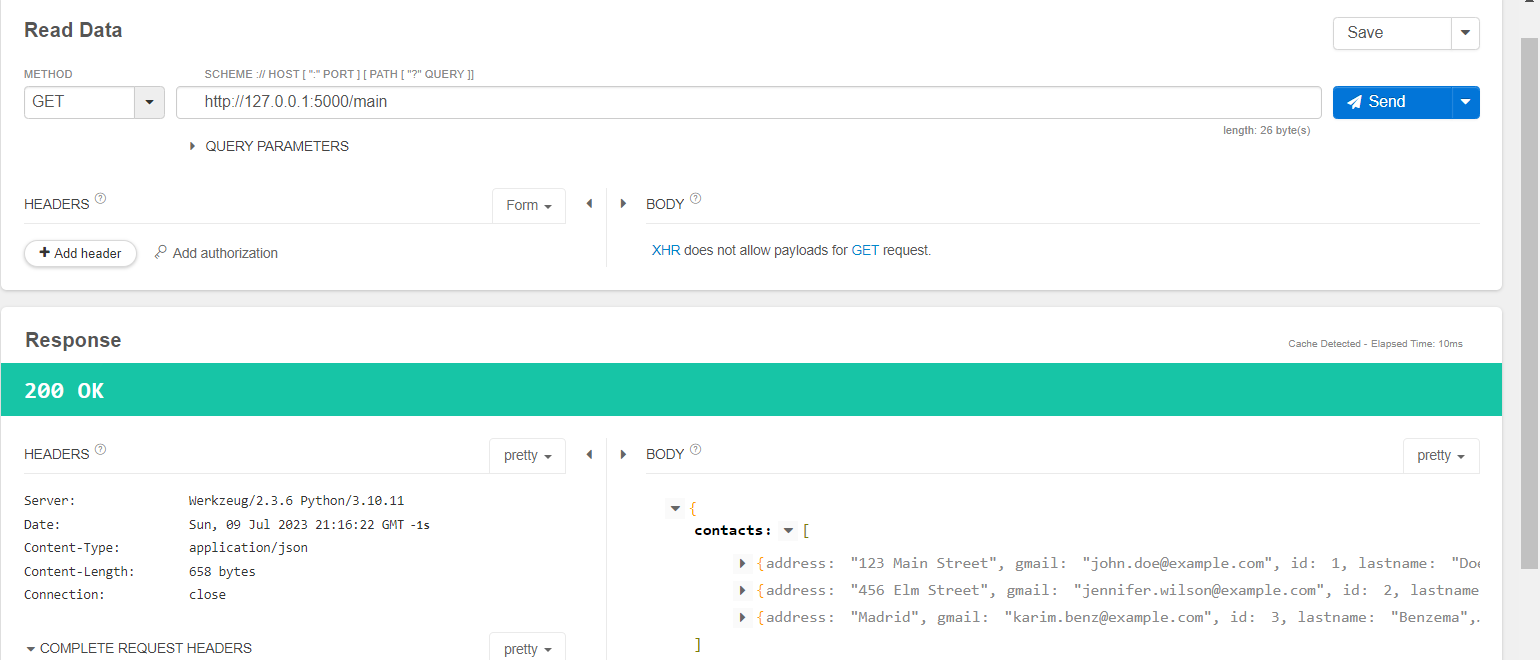 Read Data
Save
METHOD
SCHEME :// HOST [ ":" PORT ] [ PATH [ "?" QUERY ]]
GET
http://127.0.0.1:5000/main
Send
length: 26 byte(s)
QUERY PARAMETERS
HEADERS ?
Form
BODY ?
+ Add header
Add authorization
XHR does not allow payloads for GET request.
Response
Cache Detected - Elapsed Time: 10ms
200 OK
HEADERS ?
pretty
BODY ?
pretty
Server: Werkzeug/2.3.6 Python/3.10.11
Date: Sun, 09 Jul 2023 21:16:22 GMT -1s
Content-Type: application/json
Content-Length: 658 bytes
Connection: close
{
contacts: [
{address: "123 Main Street", gmail: "john.doe@example.com", id: 1, lastname: "Doe
{address: "456 Elm Street", gmail: "jennifer.wilson@example.com", id: 2, lastname
{address: "Madrid", gmail: "karim.benz@example.com", id: 3, lastname: "Benzema",
]
COMPLETE REQUEST HEADERS
pretty